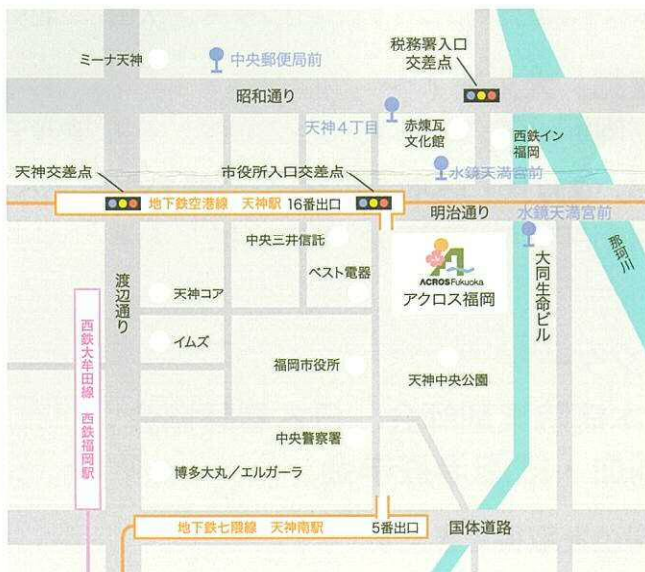 ミーナ天神
中央郵便局前
税務署入口
交差点
昭和通り
天神4丁目
赤煉瓦
文化館
西鉄イン
福岡
水鏡天満宮前
天神交差点
市役所入口交差点
地下鉄空港線 天神駅 16番出口
明治通り
水鏡天満宮前
那珂川
中央三井信託
ベスト電器
ACROS Fukuoka
アクロス福岡
大同生命ビル
渡辺通り
天神コア
イムズ
福岡市役所
天神中央公園
西鉄大牟田線 西鉄福岡駅
中央警察署
博多大丸/エルガーラ
地下鉄七隈線 天神南駅 5番出口
国体道路